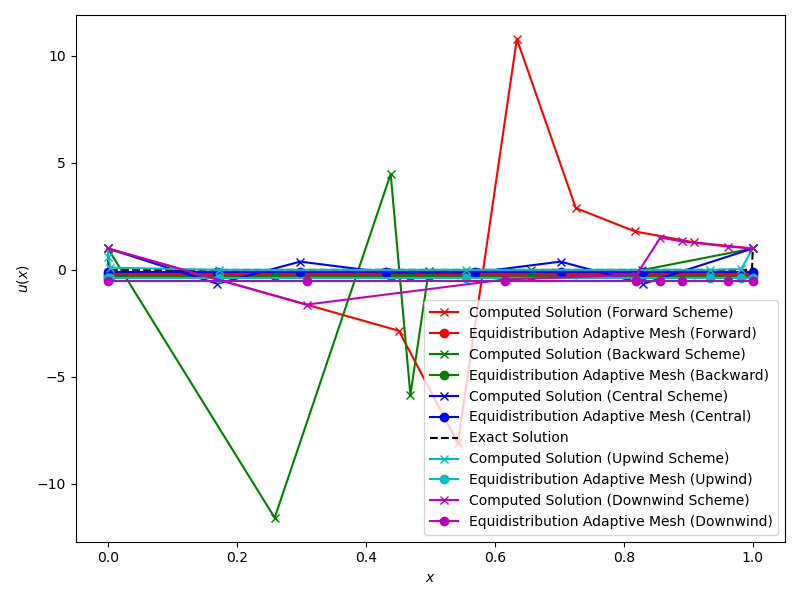 10
5
0
−5
−10
u(x)
0.0 0.2 0.4 0.6 0.8 1.0
x
Computed Solution (Forward Scheme)
Equidistribution Adaptive Mesh (Forward)
Computed Solution (Backward Scheme)
Equidistribution Adaptive Mesh (Backward)
Computed Solution (Central Scheme)
Equidistribution Adaptive Mesh (Central)
Exact Solution
Computed Solution (Upwind Scheme)
Equidistribution Adaptive Mesh (Upwind)
Computed Solution (Downwind Scheme)
Equidistribution Adaptive Mesh (Downwind)